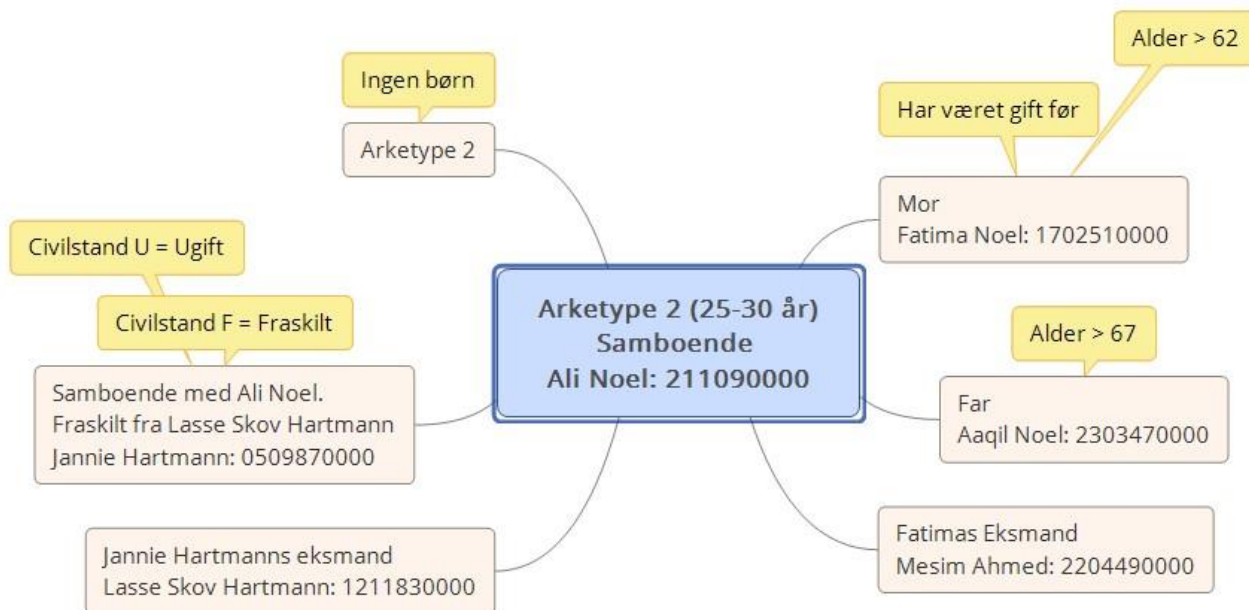 Alder > 62
Ingen børn
Har været gift før
Arketype 2
Mor
Fatima Noel: 1702510000
Civilstand U = Ugift
Civilstand F = Fraskilt
Arketype 2 (25-30 år)
Samboende
Ali Noel: 211090000
Alder > 67
Samboende med Ali Noel.
Fraskilt fra Lasse Skov Hartmann
Jannie Hartmann: 0509870000
Far
Aaqil Noel: 2303470000
Jannie Hartmanns eksmand
Lasse Skov Hartmann: 1211830000
Fatimas Eksmand
Mesim Ahmed: 2204490000